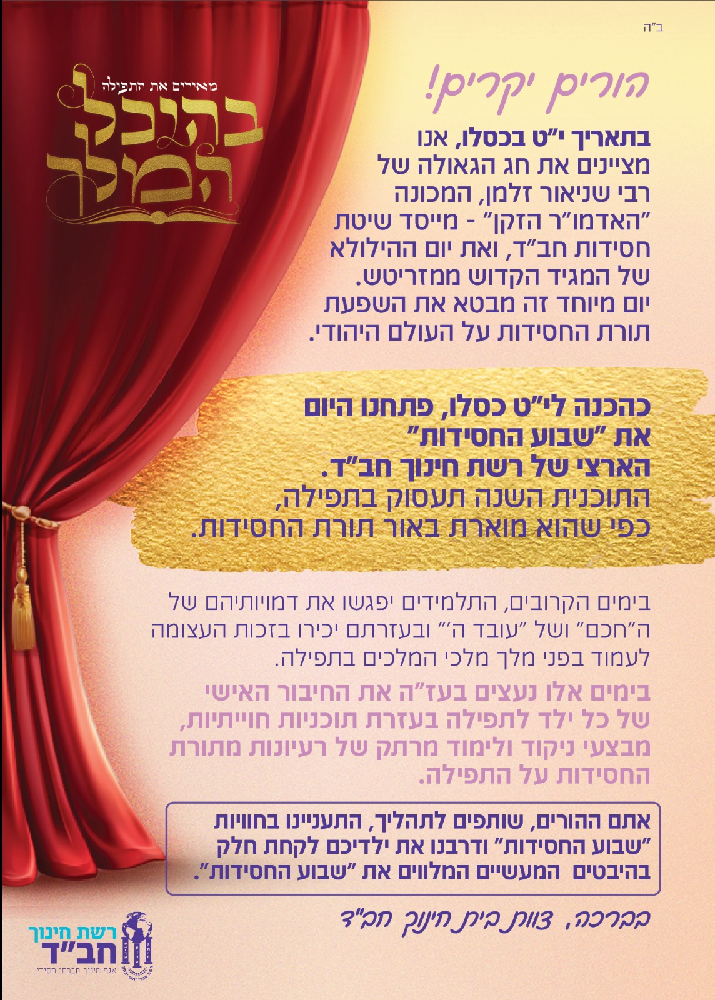 ב"ה
מאירים את התפילה
בהיכל
המלך
הורים יקרים!
בתאריך י"ט בכסלו, אנו
מציינים את חג הגאולה של
רבי שניאור זלמן, המכונה
"האדמו"ר הזקן" - מייסד שיטת
חסידות חב"ד, ואת יום ההילולא
של המגיד הקדוש ממזריטש.
יום מיוחד זה מבטא את השפעת
תורת החסידות על העולם היהודי.
כהכנה לי"ט כסלו, פתחנו היום
את "שבוע החסידות"
הארצי של רשת חינוך חב"ד.
התוכנית השנה תעסוק בתפילה,
כפי שהוא מוארת באור תורת החסידות.
בימים הקרובים, התלמידים יפגשו את דמויותיהם של
ה"חכם" ושל "עובד ה'" ובעזרתם יכירו בזכות העצומה
לעמוד בפני מלך מלכי המלכים בתפילה.
בימים אלו נעצים בעז"ה את החיבור האישי
של כל ילד לתפילה בעזרת תוכניות חוייתיות,
מבצעי ניקוד ולימוד מרתק של רעיונות מתורת
החסידות על התפילה.
אתם ההורים, שותפים לתהליך, התעניינו בחוויות
"שבוע החסידות" ודרבנו את ילדיכם לקחת חלק
בהיבטים המעשיים המלווים את "שבוע החסידות".
בברכה, צוות בית חינוך חב"ד
רשת חינוך
חב"ד
אגף חינוך חברתי חסידי